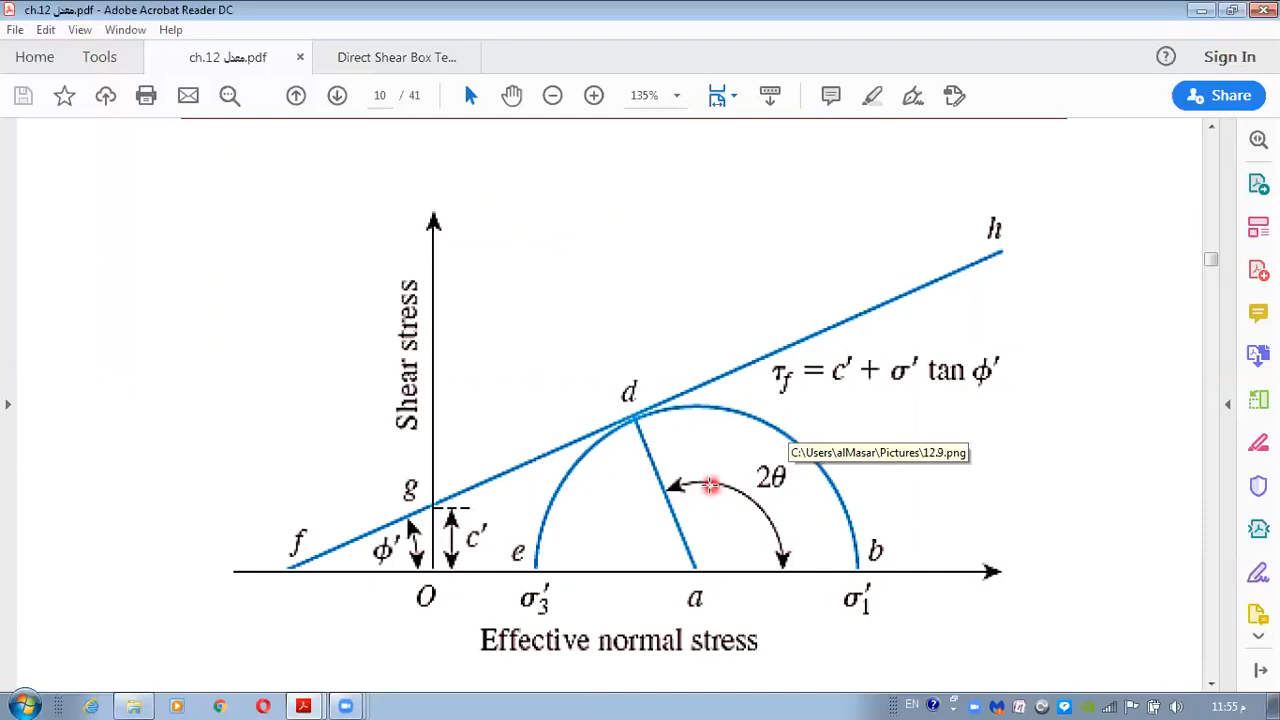 معدل ch.12.pdf - Adobe Acrobat Reader DC
File Edit View Window Help
Home Tools معدل ch.12.pdf × Direct Shear Box Te... ? Sign In
10 / 41 135% Share
h
Shear stress
τf = c′ + σ′ tan ϕ′
d
C:\Users\alMasar\Pictures\12.9.png
2θ
g
f ϕ′ c′ e b
O σ′3 a σ′1
Effective normal stress
EN 11:55 م